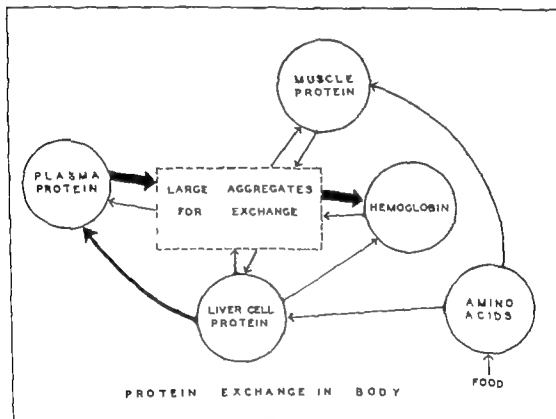 MUSCLE
PROTEIN
PLASMA
PROTEIN
LARGE AGGREGATES
FOR EXCHANGE
HEMOGLOBIN
LIVER CELL
PROTEIN
AMINO
ACIDS
FOOD
PROTEIN EXCHANGE IN BODY